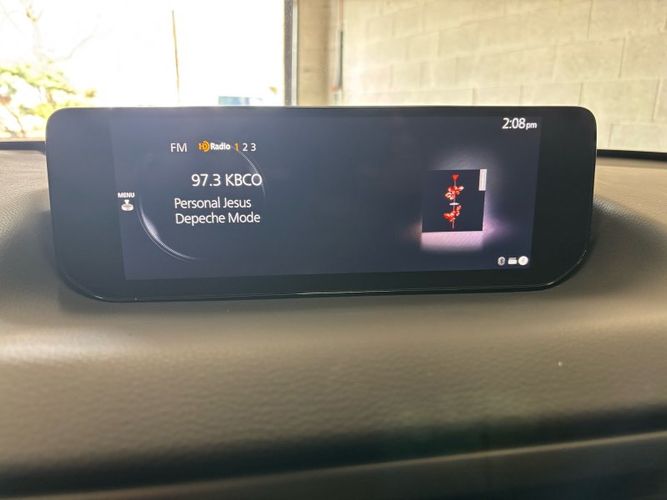 2:08pm
FM HD Radio 1 2 3
97.3 KBCO
MENU
Personal Jesus
Depeche Mode